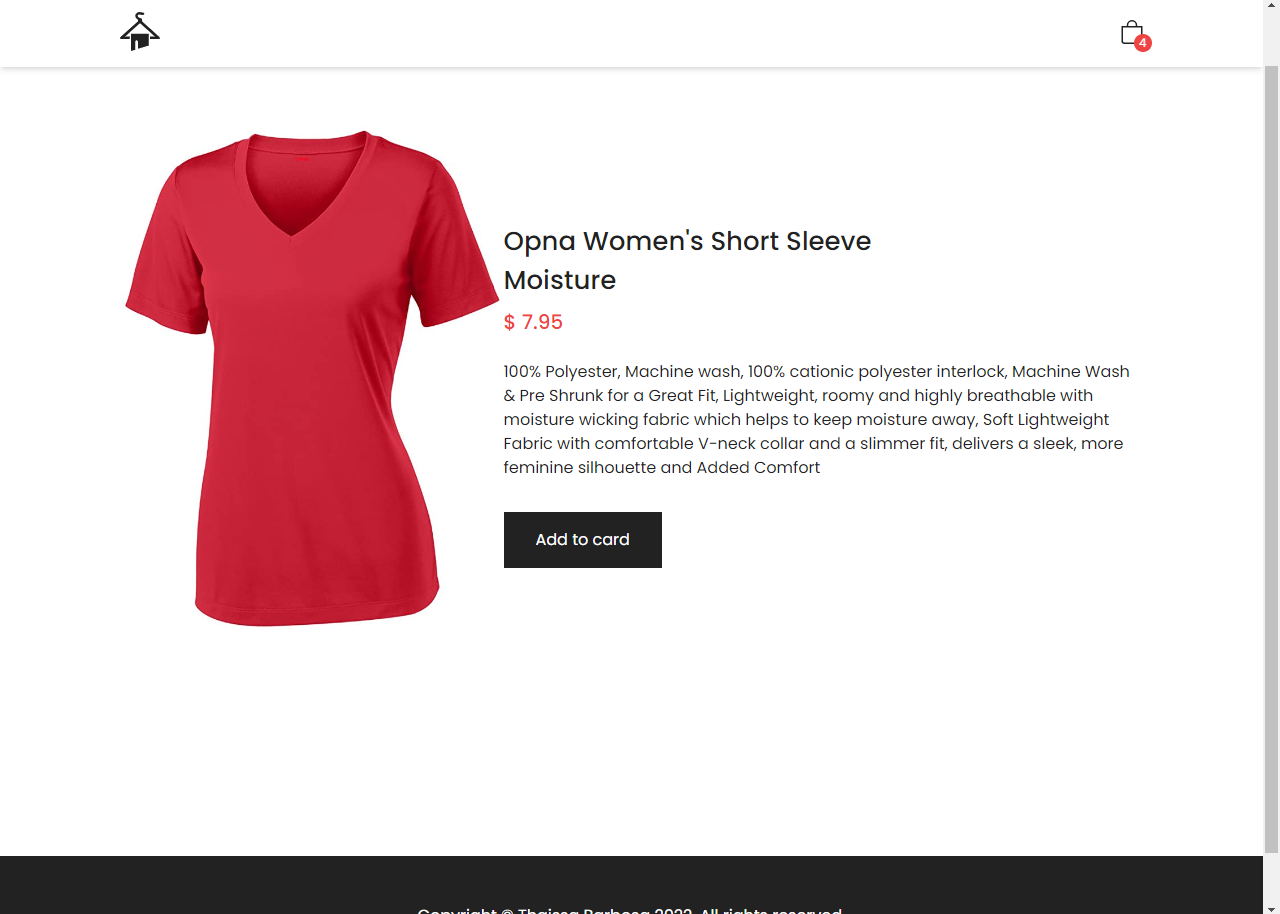 4
Opna Women's Short Sleeve
Moisture
$ 7.95
100% Polyester, Machine wash, 100% cationic polyester interlock, Machine Wash
& Pre Shrunk for a Great Fit, Lightweight, roomy and highly breathable with
moisture wicking fabric which helps to keep moisture away, Soft Lightweight
Fabric with comfortable V-neck collar and a slimmer fit, delivers a sleek, more
feminine silhouette and Added Comfort
Add to card
Copyright © Thaissa Barbosa 2022. All rights reserved